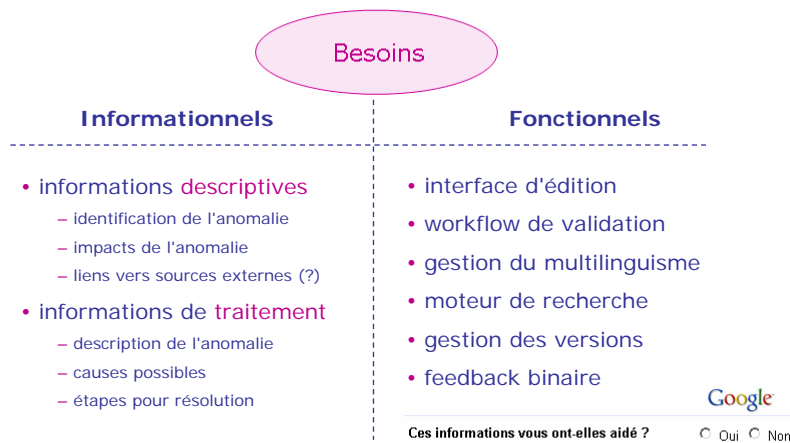 Besoins
Informationnels
• informations descriptives
– identification de l'anomalie
– impacts de l'anomalie
– liens vers sources externes (?)
• informations de traitement
– description de l'anomalie
– causes possibles
– étapes pour résolution
Fonctionnels
• interface d'édition
• workflow de validation
• gestion du multilinguisme
• moteur de recherche
• gestion des versions
• feedback binaire
Google
Ces informations vous ont-elles aidé ? Oui Non